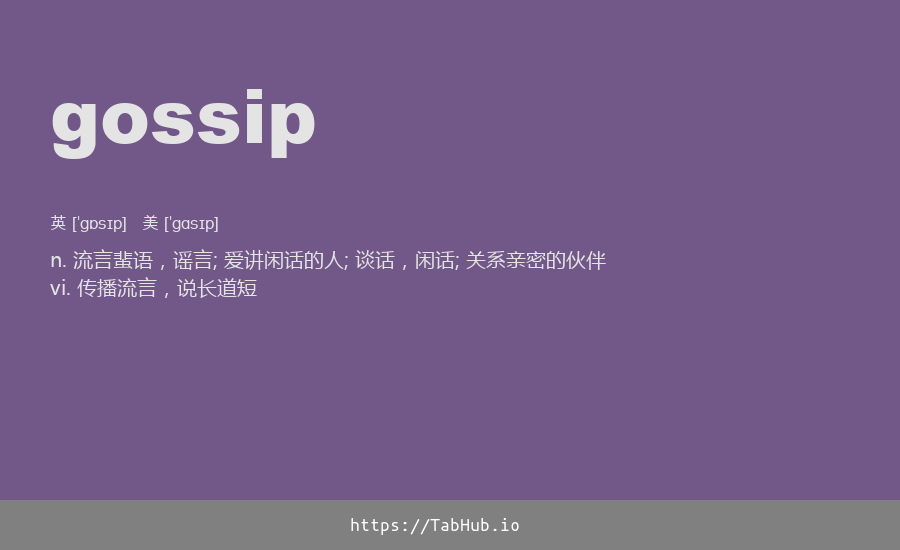 gossip
英 [ˈɡɒsɪp] 美 [ˈɡɑsɪp]
n. 流言蜚语，谣言; 爱讲闲话的人; 谈话，闲话; 关系亲密的伙伴
vi. 传播流言，说长道短
https://TabHub.io